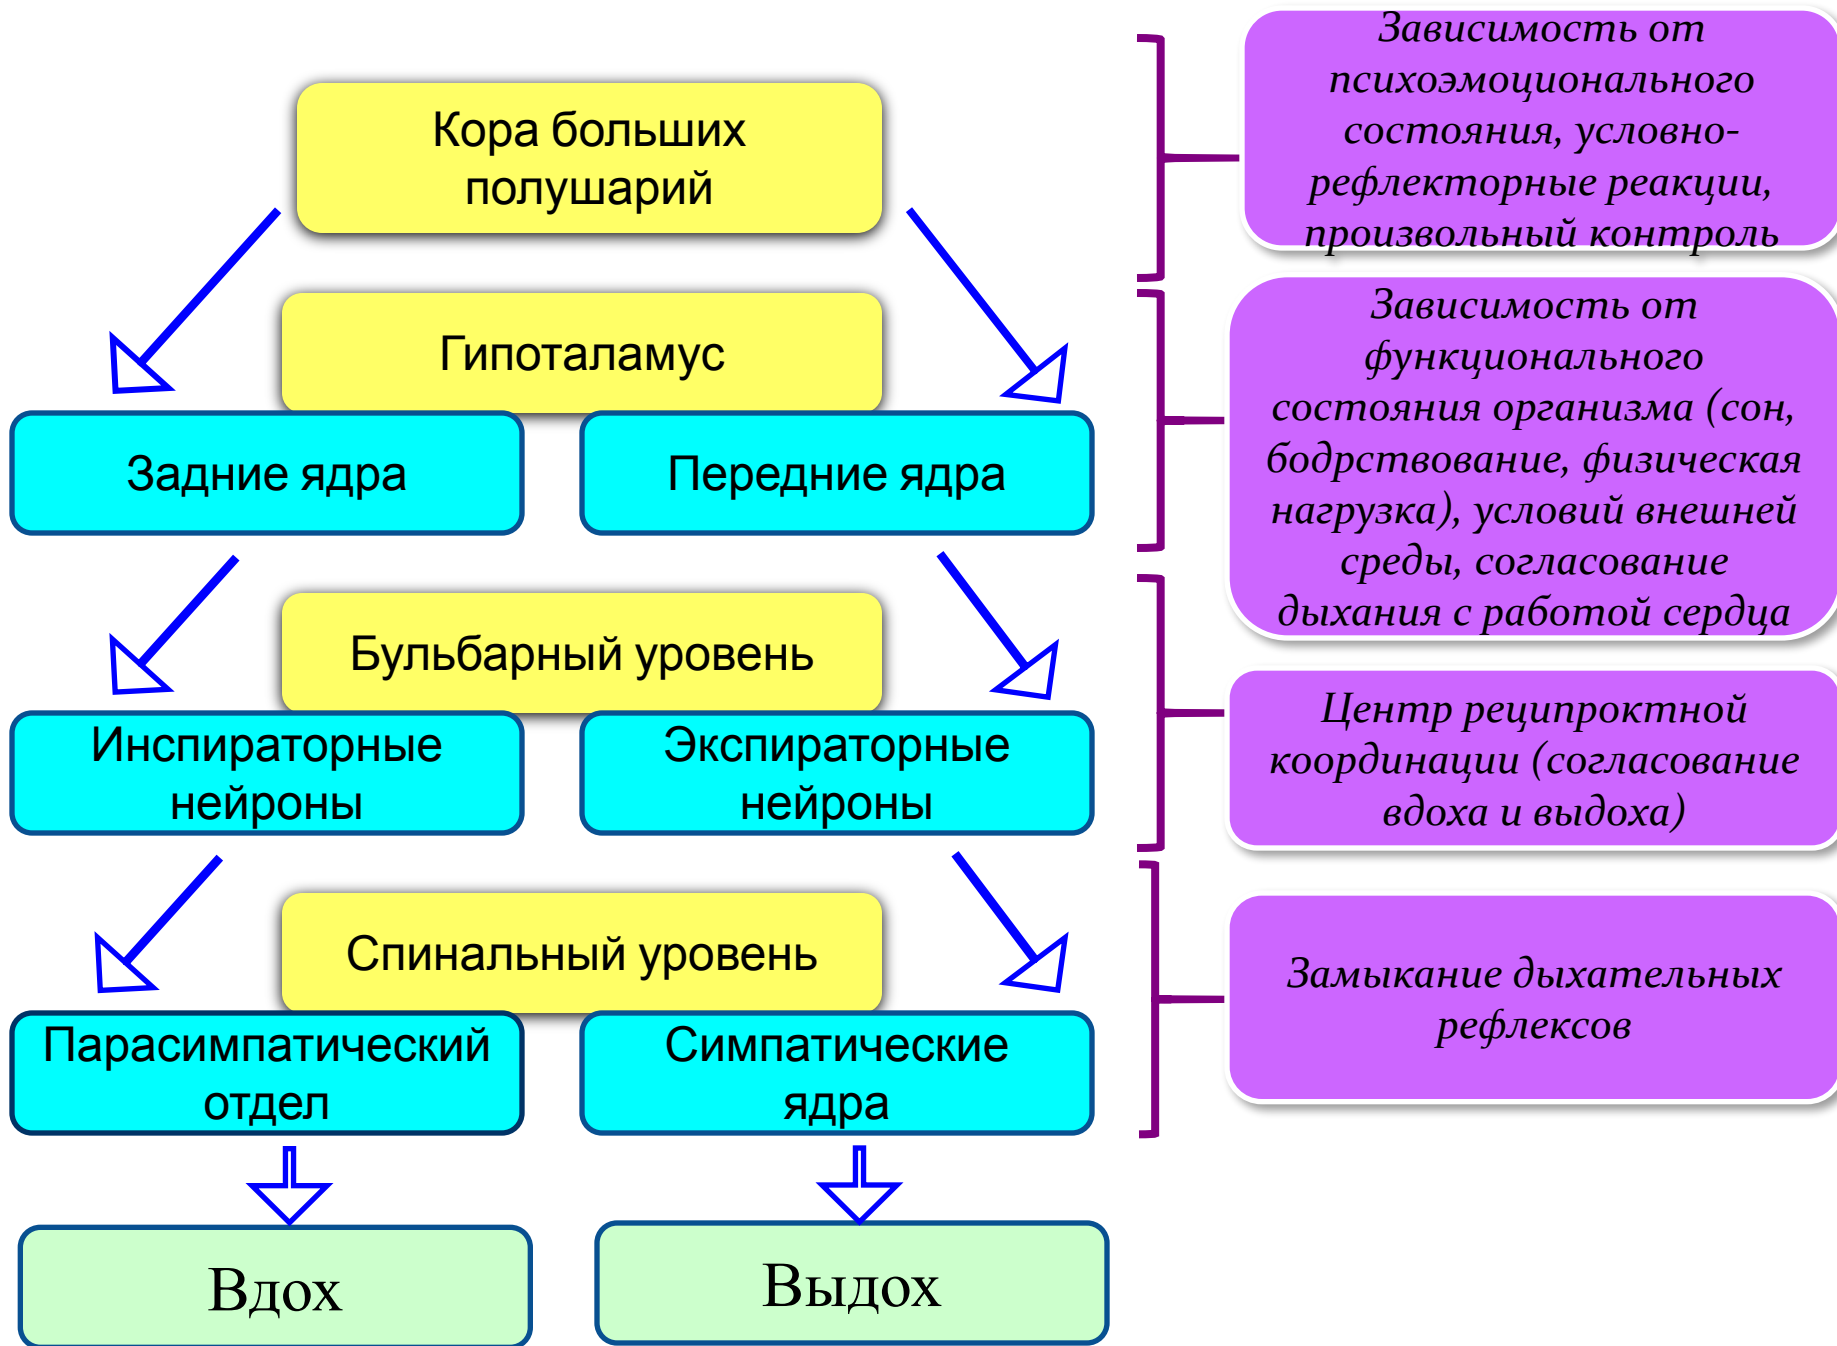 Кора больших
полушарий
Гипоталамус
Задние ядра
Передние ядра
Бульбарный уровень
Инспираторные
нейроны
Экспираторные
нейроны
Спинальный уровень
Парасимпатический
отдел
Симпатические
ядра
Вдох
Выдох
Зависимость от
психоэмоционального
состояния, условно-
рефлекторные реакции,
произвольный контроль
Зависимость от
функционального
состояния организма (сон,
бодрствование, физическая
нагрузка), условий внешней
среды, согласование
дыхания с работой сердца
Центр реципроктной
координации (согласование
вдоха и выдоха)
Замыкание дыхательных
рефлексов